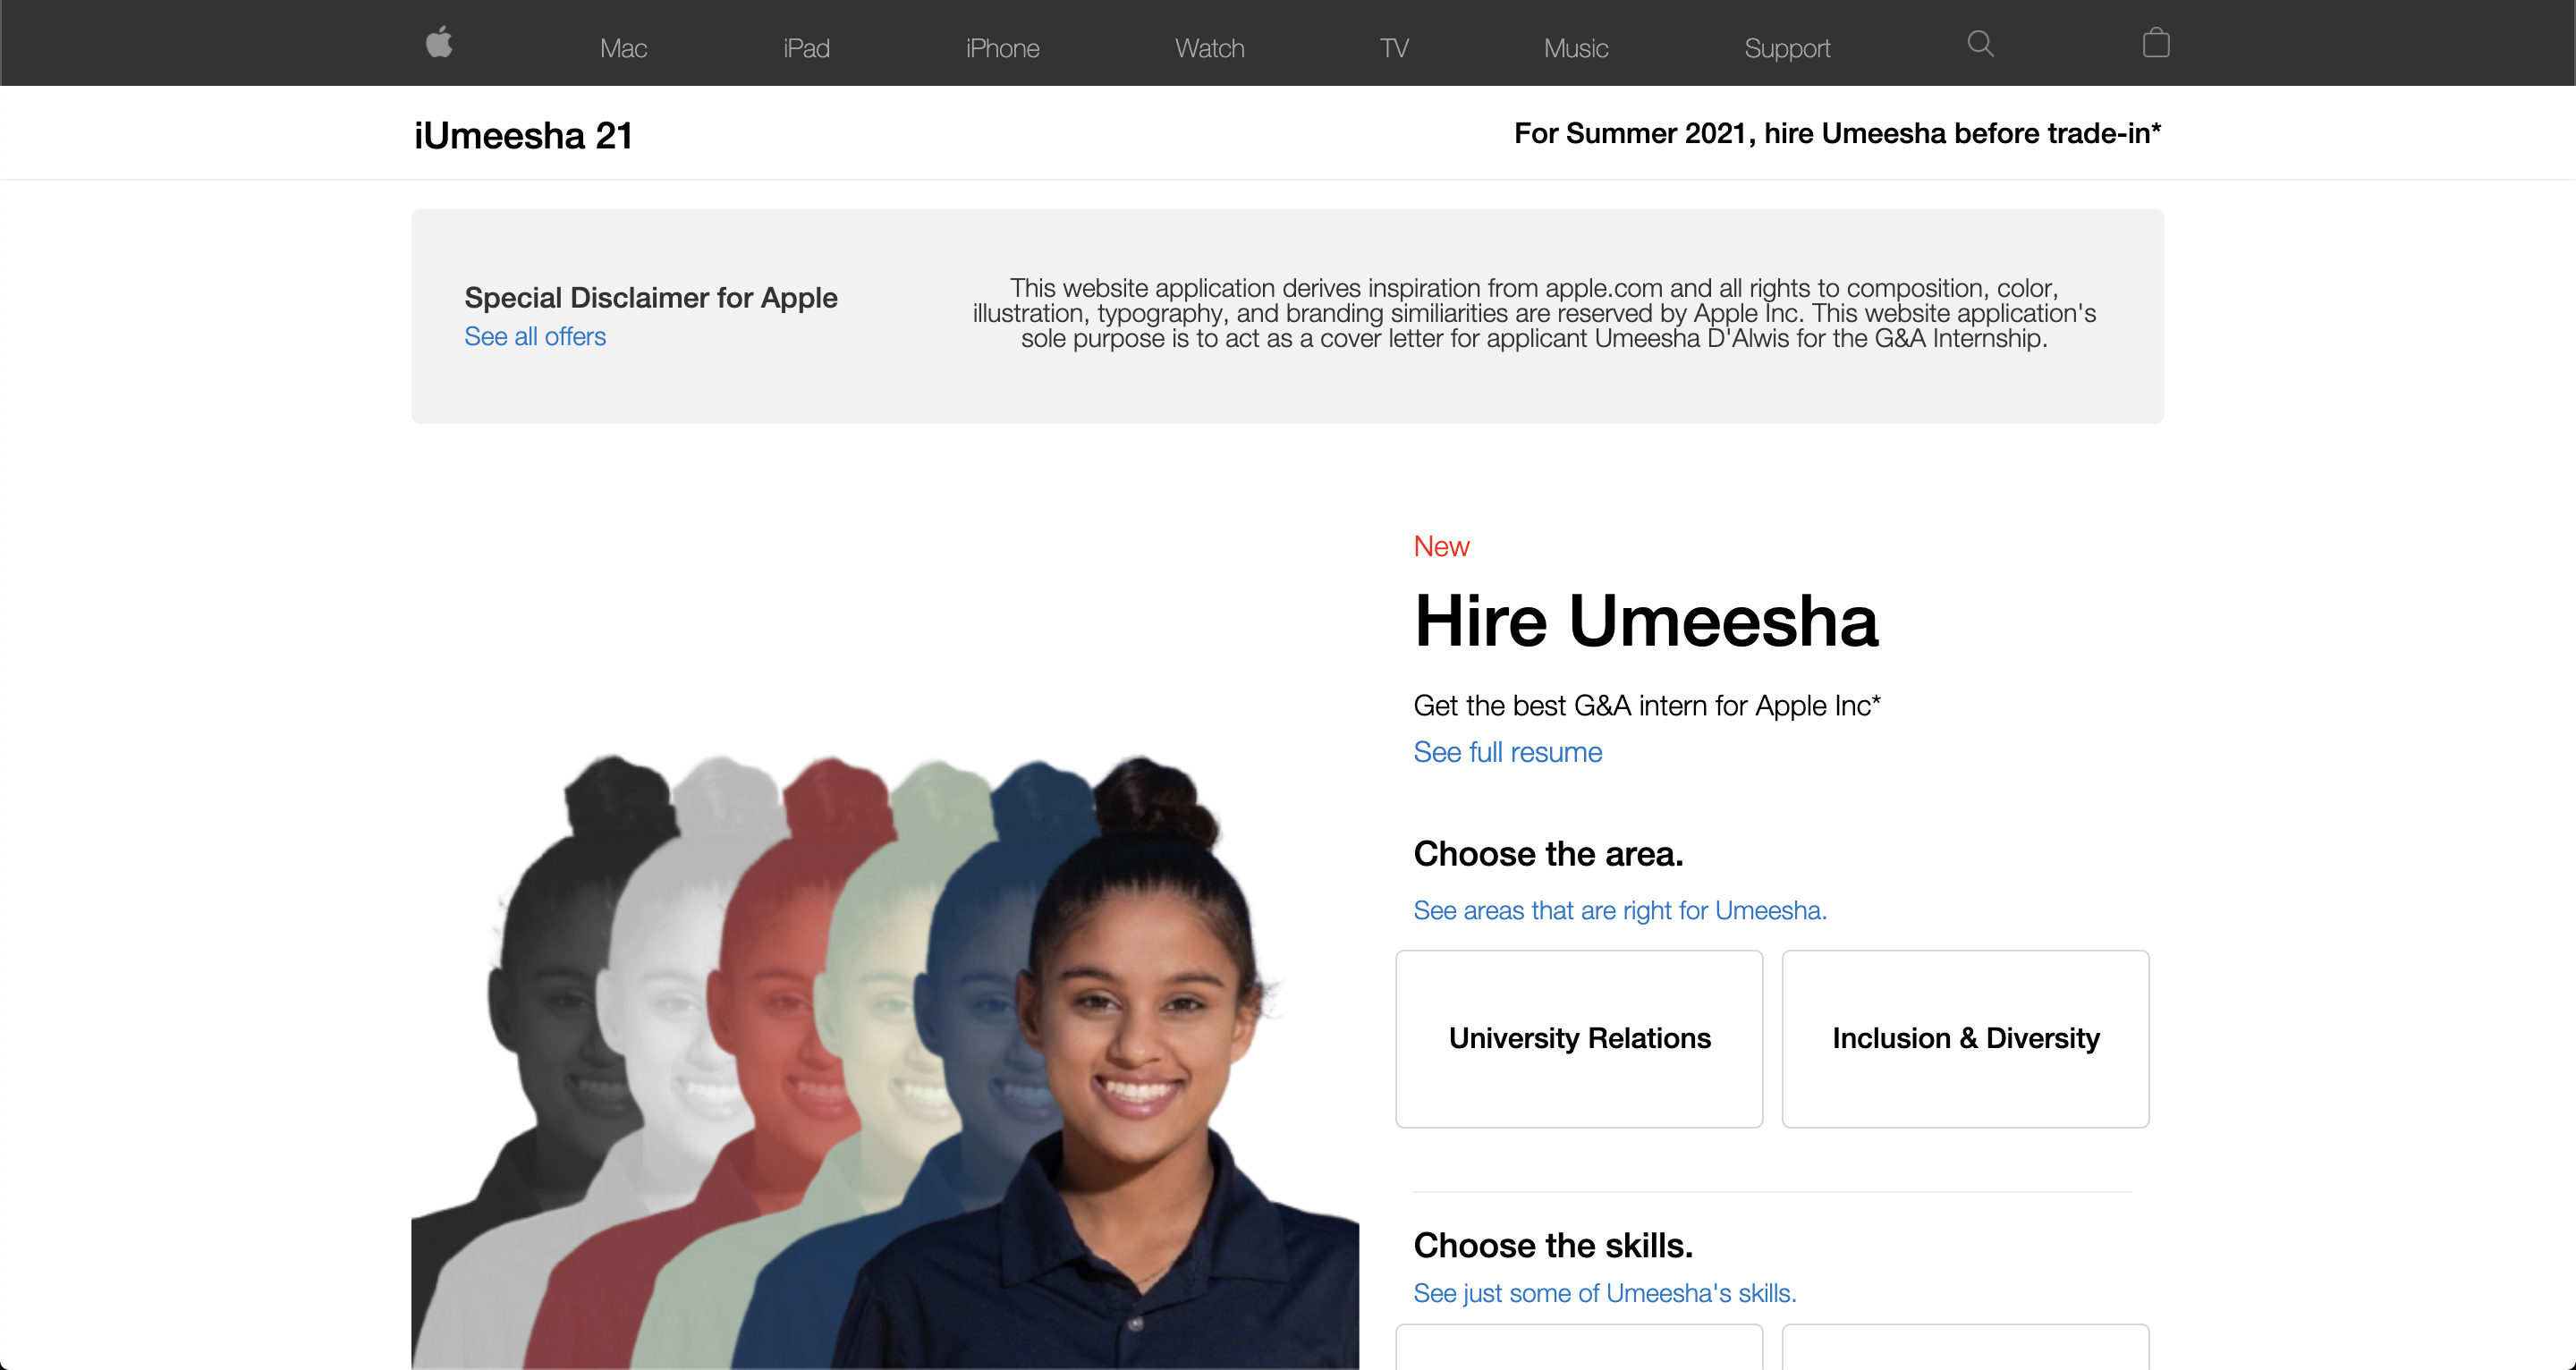 Mac iPad iPhone Watch TV Music Support
iUmeesha 21
For Summer 2021, hire Umeesha before trade-in*
Special Disclaimer for Apple
See all offers
This website application derives inspiration from apple.com and all rights to composition, color,
illustration, typography, and branding similiarities are reserved by Apple Inc. This website application's
sole purpose is to act as a cover letter for applicant Umeesha D'Alwis for the G&A Internship.
New
Hire Umeesha
Get the best G&A intern for Apple Inc*
See full resume
Choose the area.
See areas that are right for Umeesha.
University Relations
Inclusion & Diversity
Choose the skills.
See just some of Umeesha's skills.